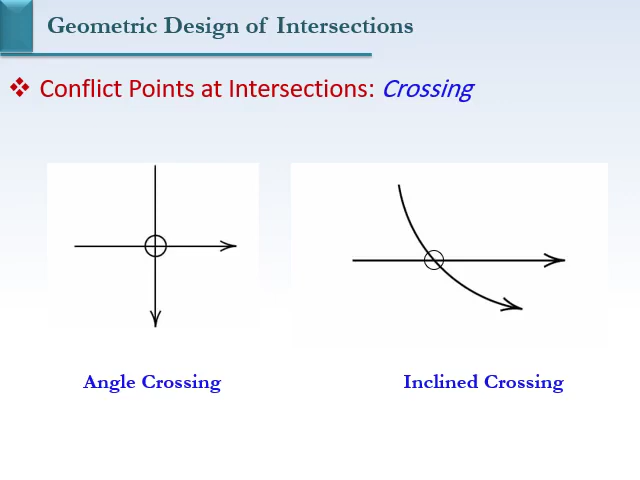 Geometric Design of Intersections
❖ Conflict Points at Intersections: Crossing
Angle Crossing
Inclined Crossing